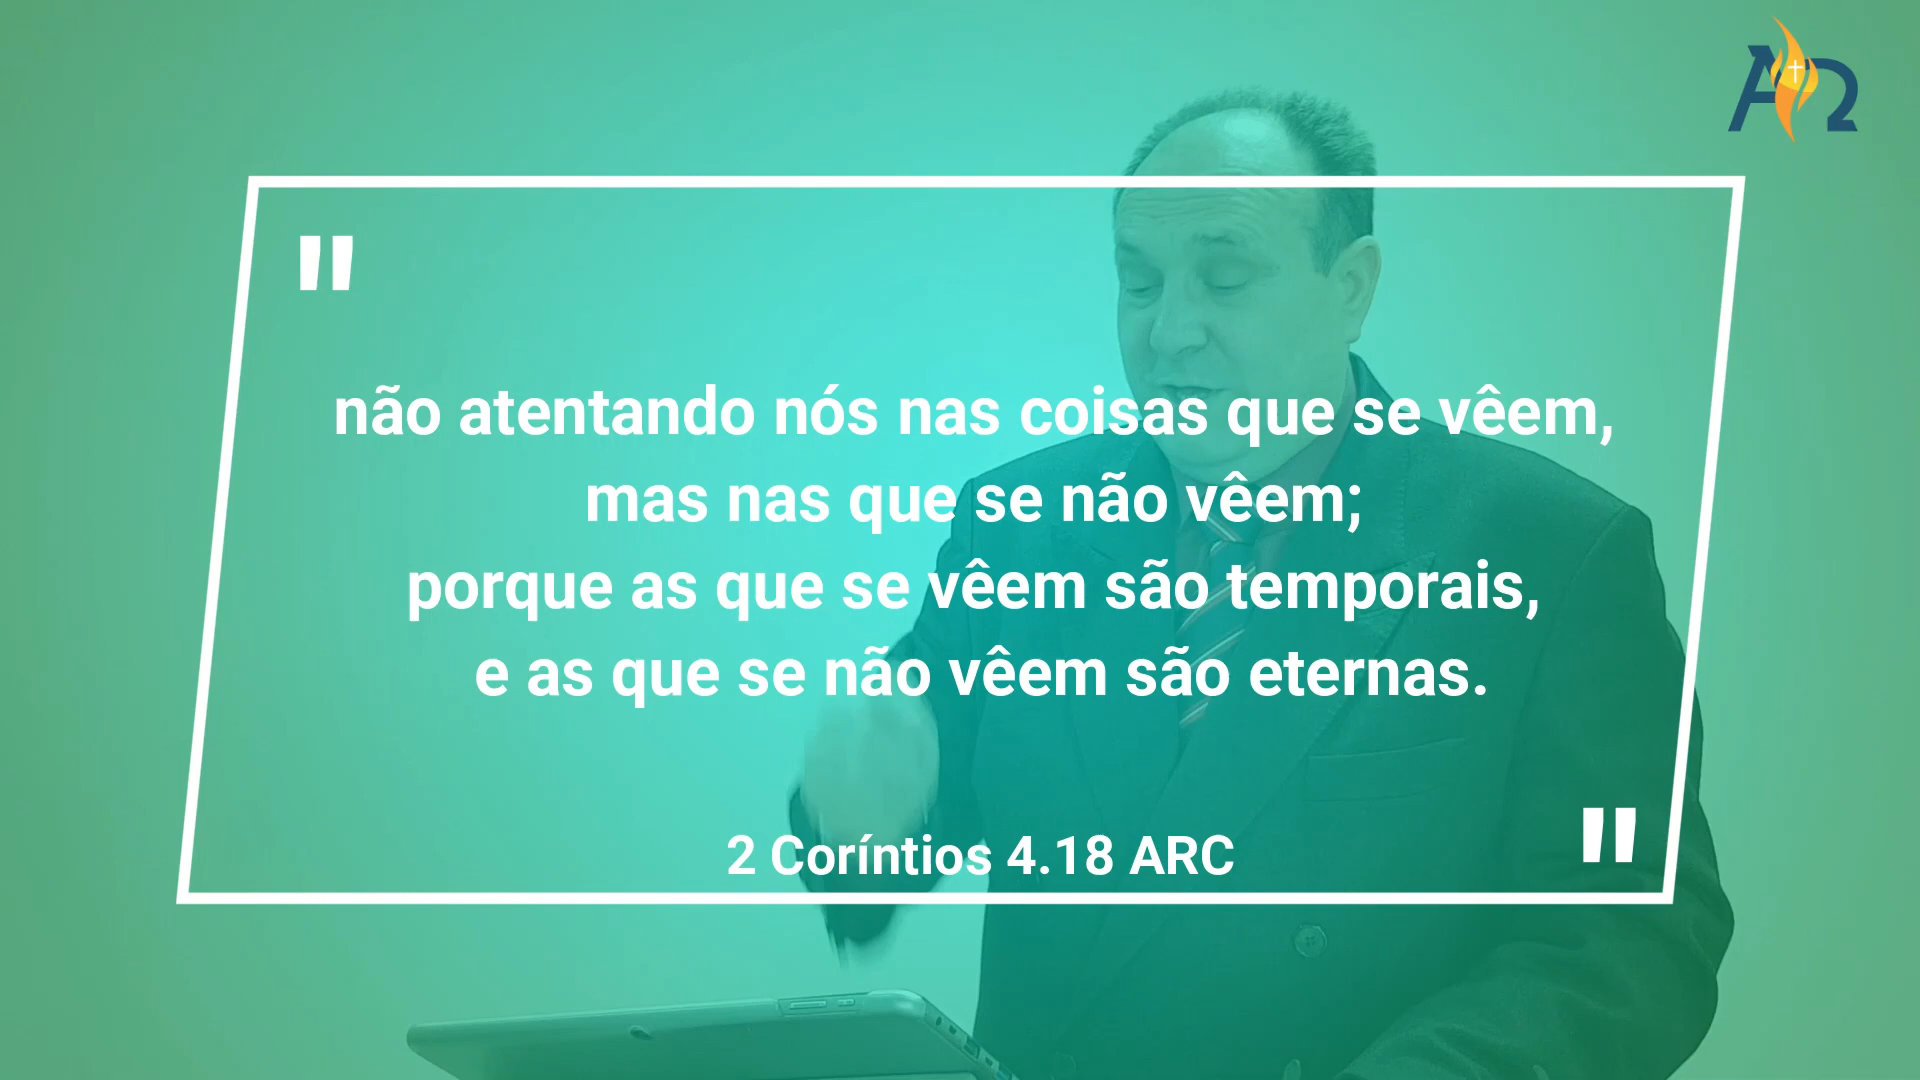 AΩ
"
não atentando nós nas coisas que se vêem,
mas nas que se não vêem;
porque as que se vêem são temporais,
e as que se não vêem são eternas.
2 Coríntios 4.18 ARC
"